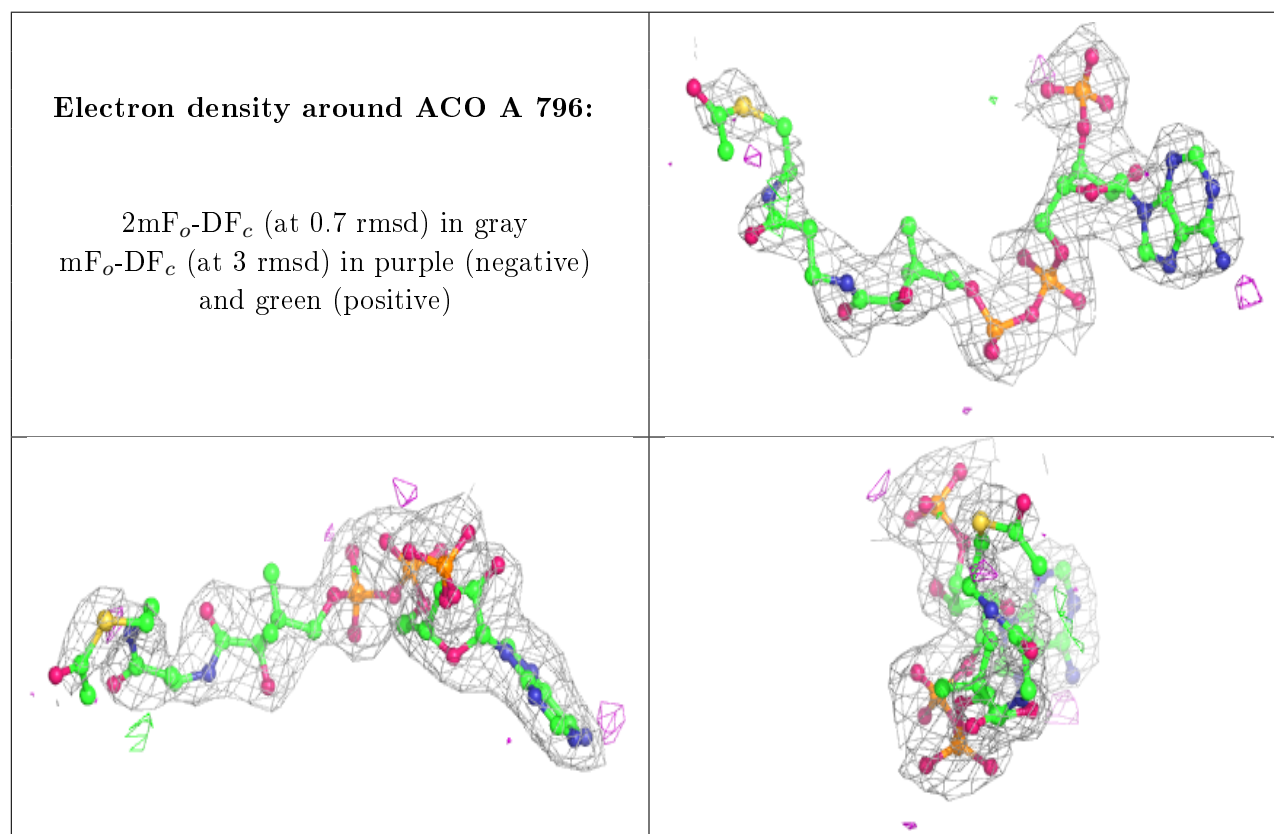 Electron density around ACO A 796:
2mFₒ-DF𝒸 (at 0.7 rmsd) in gray
mFₒ-DF𝒸 (at 3 rmsd) in purple (negative)
and green (positive)